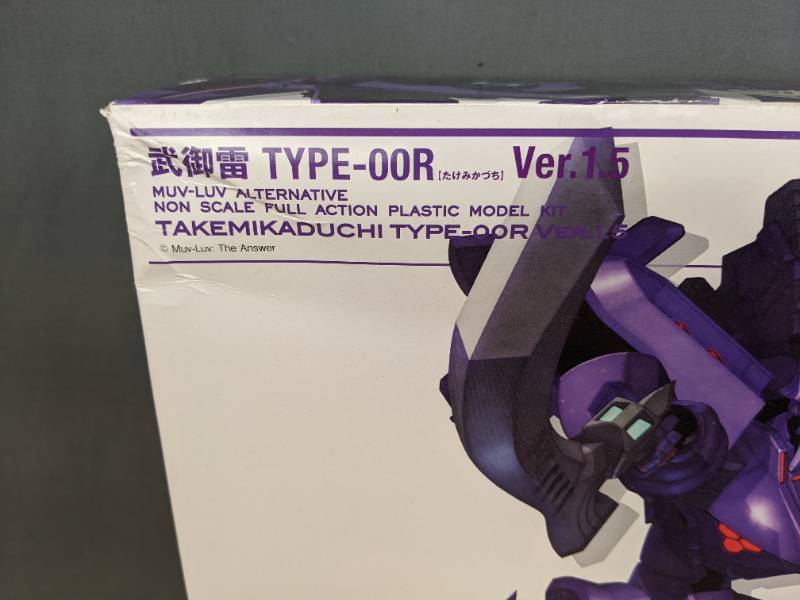 武御雷 TYPE-00R [たけみかづち] Ver.1.5
MUV-LUV ALTERNATIVE
NON SCALE FULL ACTION PLASTIC MODEL KIT
TAKEMIKADUCHI TYPE-00R VER.1.5
© Muv-Luv: The Answer